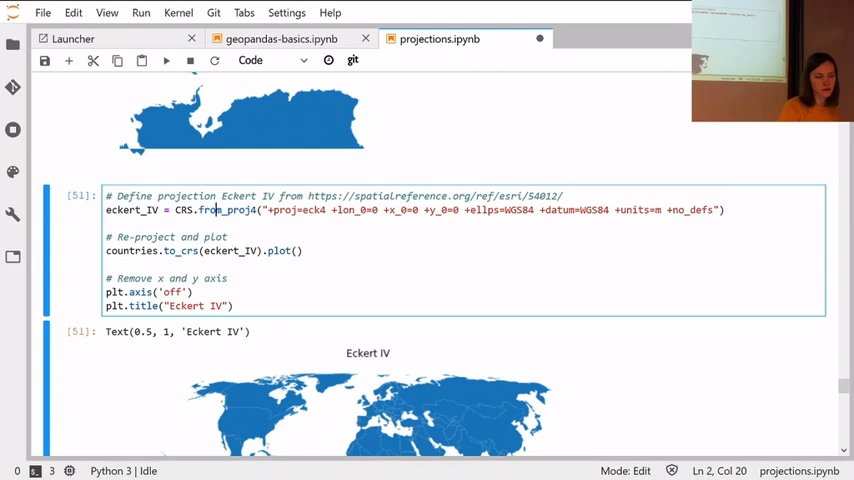 File Edit View Run Kernel Git Tabs Settings Help
Launcher geopandas-basics.ipynb projections.ipynb
Code git
[51]: # Define projection Eckert IV from https://spatialreference.org/ref/esri/54012/
eckert_IV = CRS.from_proj4("+proj=eck4 +lon_0=0 +x_0=0 +y_0=0 +ellps=WGS84 +datum=WGS84 +units=m +no_defs")
# Re-project and plot
countries.to_crs(eckert_IV).plot()
# Remove x and y axis
plt.axis('off')
plt.title("Eckert IV")
[51]: Text(0.5, 1, 'Eckert IV')
Eckert IV
0 $_ 3 Python 3 | Idle Mode: Edit Ln 2, Col 20 projections.ipynb